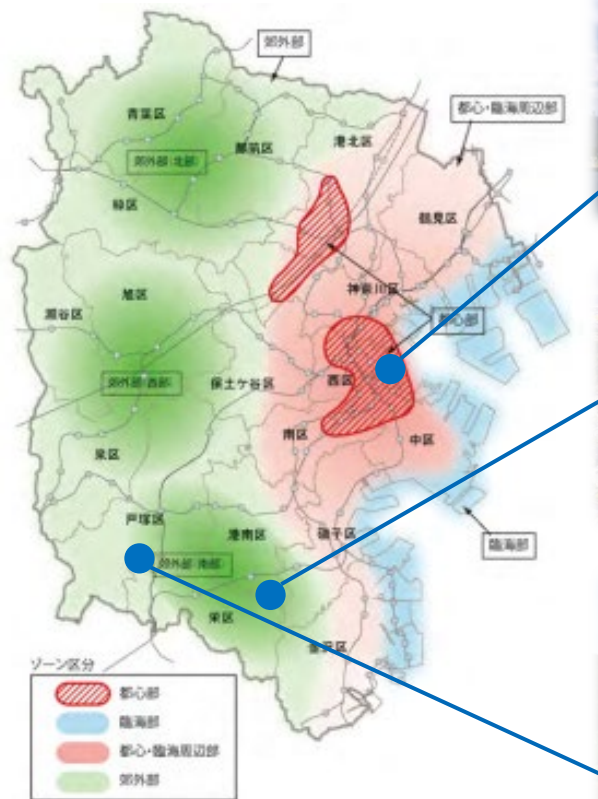 郊外部
都心・臨海周辺部
青葉区
港北区
都筑区
郊外部(北部)
緑区
鶴見区
神奈川区
旭区
瀬谷区
都心部
郊外部(西部)
保土ケ谷区
西区
南区
中区
泉区
戸塚区
港南区
磯子区
臨海部
郊外部(南部)
栄区
金沢区
ゾーン区分
都心部
臨海部
都心・臨海周辺部
郊外部